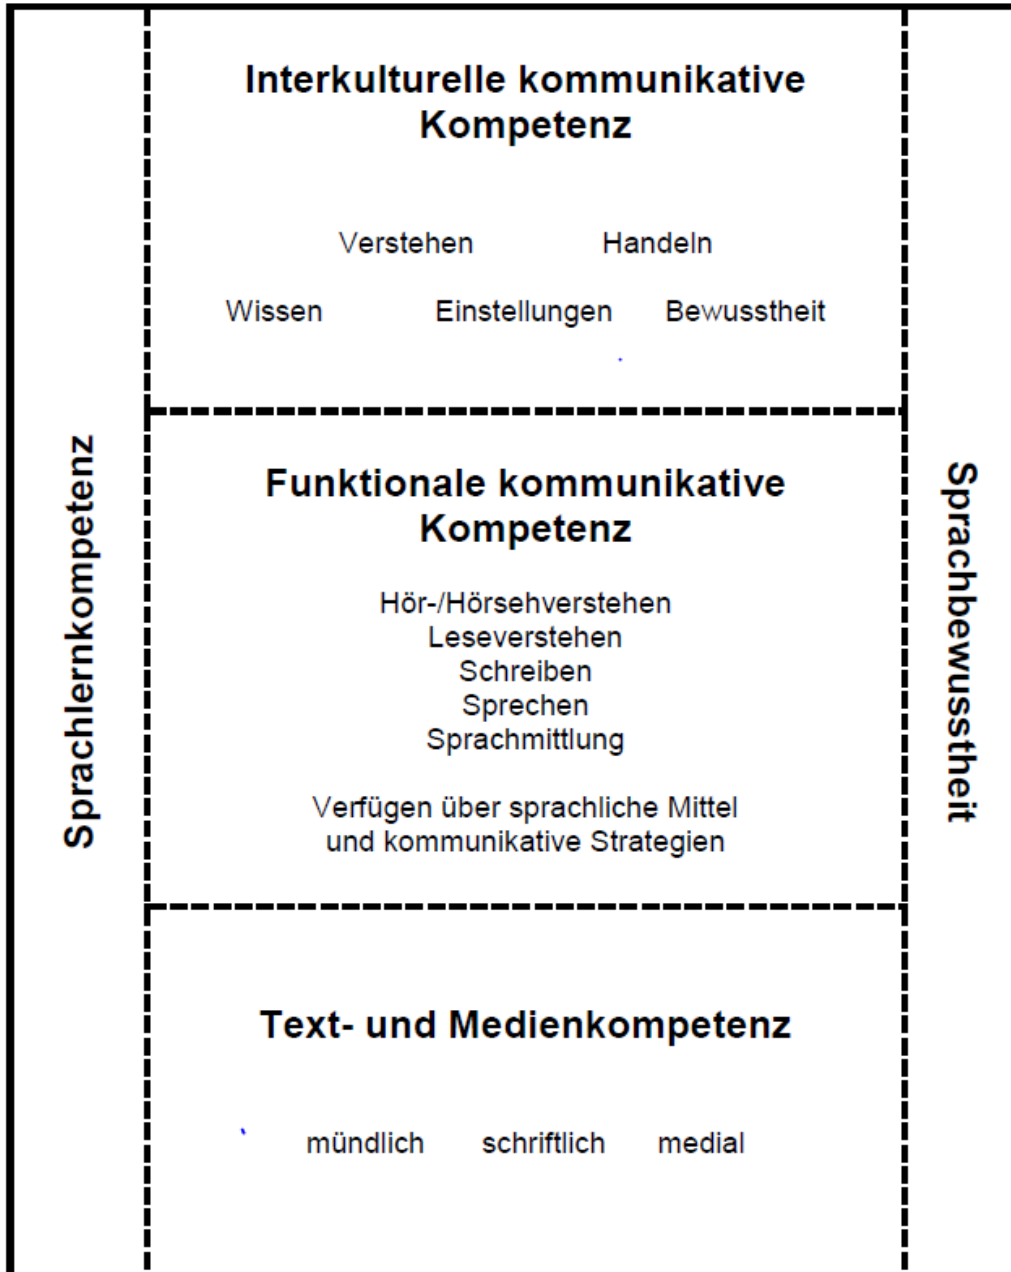 Sprachlernkompetenz
Interkulturelle kommunikative
Kompetenz
Verstehen Handeln
Wissen Einstellungen Bewusstheit
Funktionale kommunikative
Kompetenz
Hör-/Hörsehverstehen
Leseverstehen
Schreiben
Sprechen
Sprachmittlung
Verfügen über sprachliche Mittel
und kommunikative Strategien
Text- und Medienkompetenz
mündlich schriftlich medial
Sprachbewusstheit